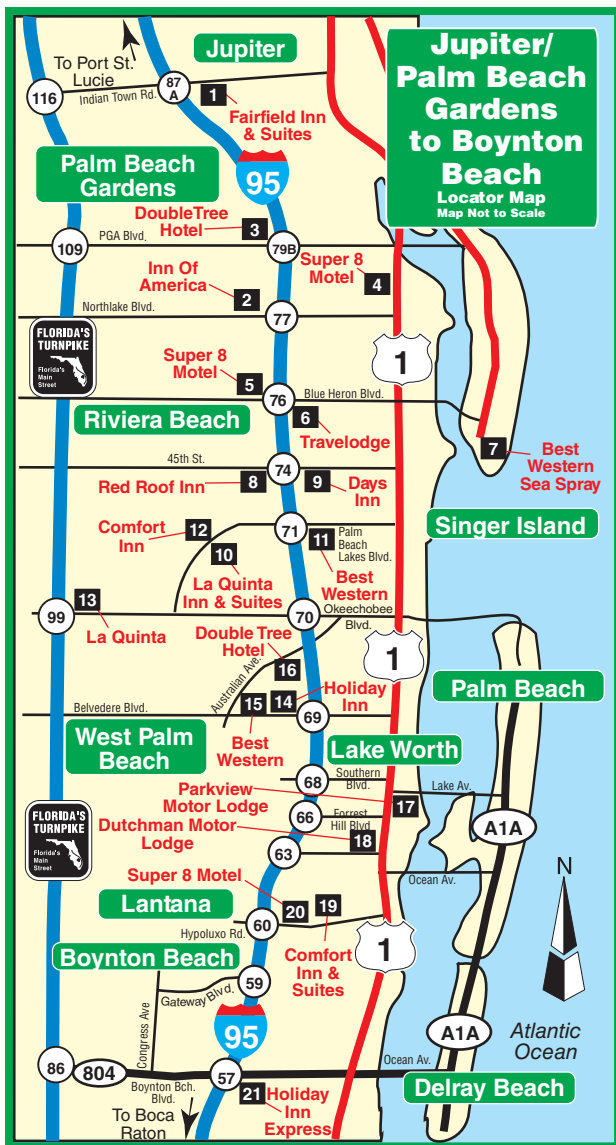 Jupiter/
Palm Beach
Gardens
to Boynton
Beach
Locator Map
Map Not to Scale
To Port St.
Lucie
Jupiter
116
87
A
Indian Town Rd.
1
Fairfield Inn
& Suites
Palm Beach
Gardens
95
DoubleTree
Hotel
3
109
PGA Blvd.
79B
Super 8
Motel
4
Inn Of
America
2
Northlake Blvd.
77
FLORIDA'S
TURNPIKE
Florida's
Main
Street
1
Super 8
Motel
5
76
Blue Heron Blvd.
Riviera Beach
6
Travelodge
7
Best
Western
Sea Spray
45th St.
74
Red Roof Inn
8
9
Days
Inn
Singer Island
12
Comfort
Inn
71
11
Palm
Beach
Lakes Blvd.
10
La Quinta
Inn & Suites
Best
Western
13
99
La Quinta
70
Okeechobee
Blvd.
Double Tree
Hotel
16
1
Australian Ave.
Palm Beach
15
14
Holiday
Inn
Belvedere Blvd.
69
Best
Western
West Palm
Beach
Lake Worth
68
Southern
Blvd.
Lake Av.
Parkview
Motor Lodge
17
66
Forrest
Hill Blvd.
A1A
FLORIDA'S
TURNPIKE
Florida's
Main
Street
Dutchman Motor
Lodge
18
63
N
Ocean Av.
Super 8 Motel
20
19
Lantana
60
Hypoluxo Rd.
1
Comfort
Inn &
Suites
Boynton Beach
59
Gateway Blvd.
Congress Ave
95
A1A
Atlantic
Ocean
Ocean Av.
86
804
57
Boynton Bch.
Blvd.
Delray Beach
21
Holiday
Inn
Express
To Boca
Raton